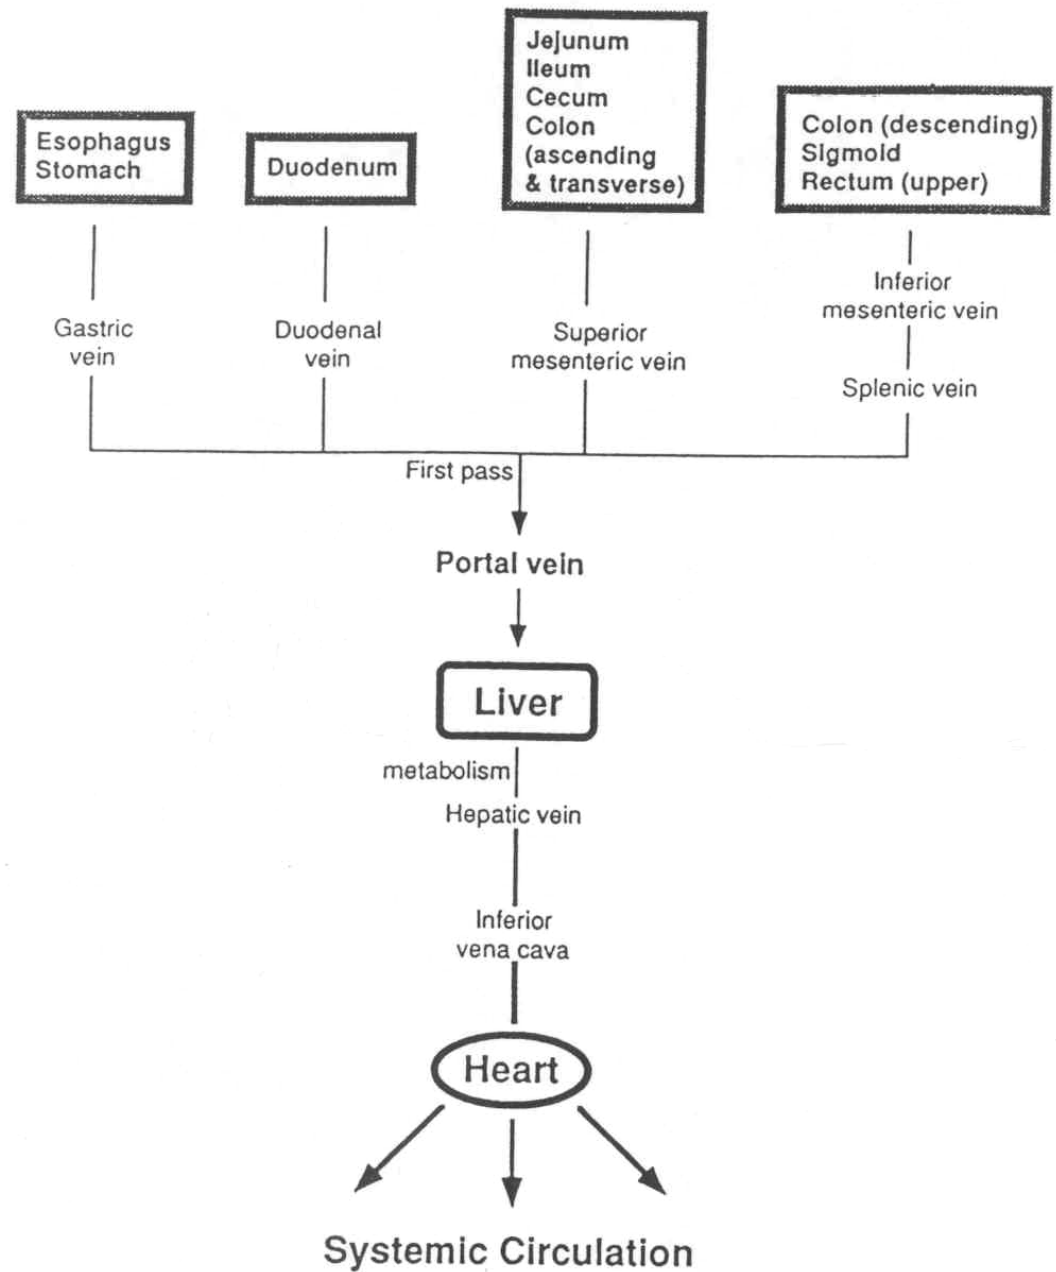 Esophagus
Stomach
Duodenum
Jejunum
Ileum
Cecum
Colon
(ascending
& transverse)
Colon (descending)
Sigmoid
Rectum (upper)
Gastric
vein
Duodenal
vein
Superior
mesenteric vein
Inferior
mesenteric vein
Splenic vein
First pass
Portal vein
Liver
metabolism
Hepatic vein
Inferior
vena cava
Heart
Systemic Circulation